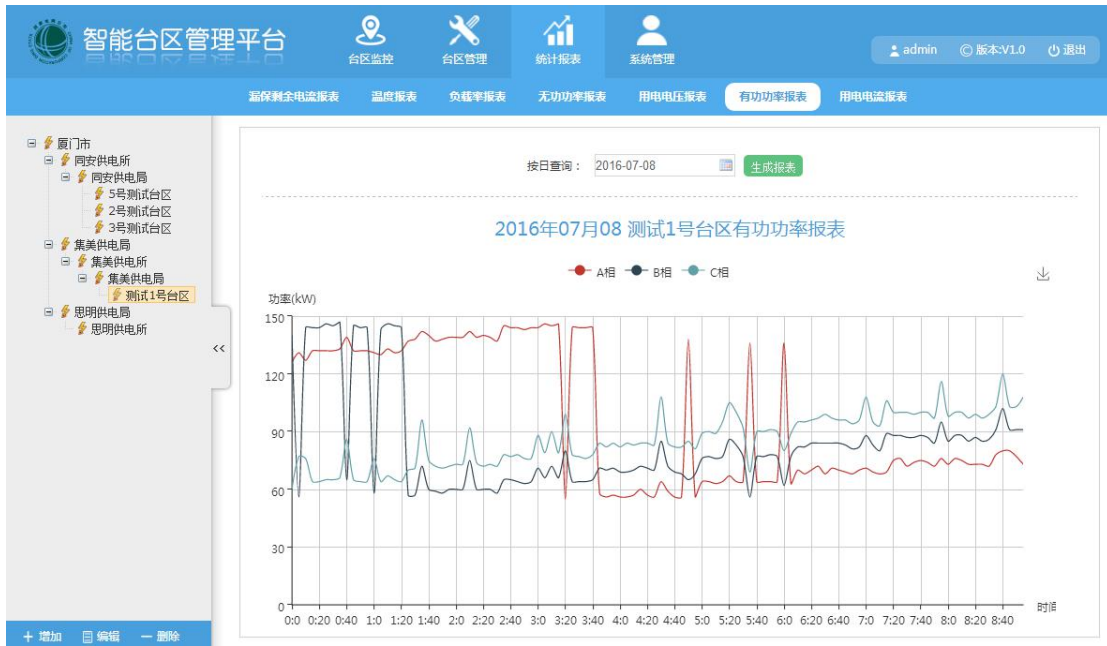 智能台区管理平台
台区监控 台区管理 统计报表 系统管理
admin ©版本:V1.0 退出
漏保剩余电流报表 温度报表 负载率报表 无功功率报表 用电电压报表 有功功率报表 用电电流报表
厦门市
同安供电所
同安供电局
5号测试台区
2号测试台区
3号测试台区
集美供电局
集美供电所
集美供电局
测试1号台区
思明供电局
思明供电所
<<
+ 增加 编辑 — 删除
按日查询： 2016-07-08 生成报表
2016年07月08 测试1号台区有功功率报表
A相 B相 C相
功率(kW)
150
120
90
60
30
0
0:0 0:20 0:40 1:0 1:20 1:40 2:0 2:20 2:40 3:0 3:20 3:40 4:0 4:20 4:40 5:0 5:20 5:40 6:0 6:20 6:40 7:0 7:20 7:40 8:0 8:20 8:40
时间